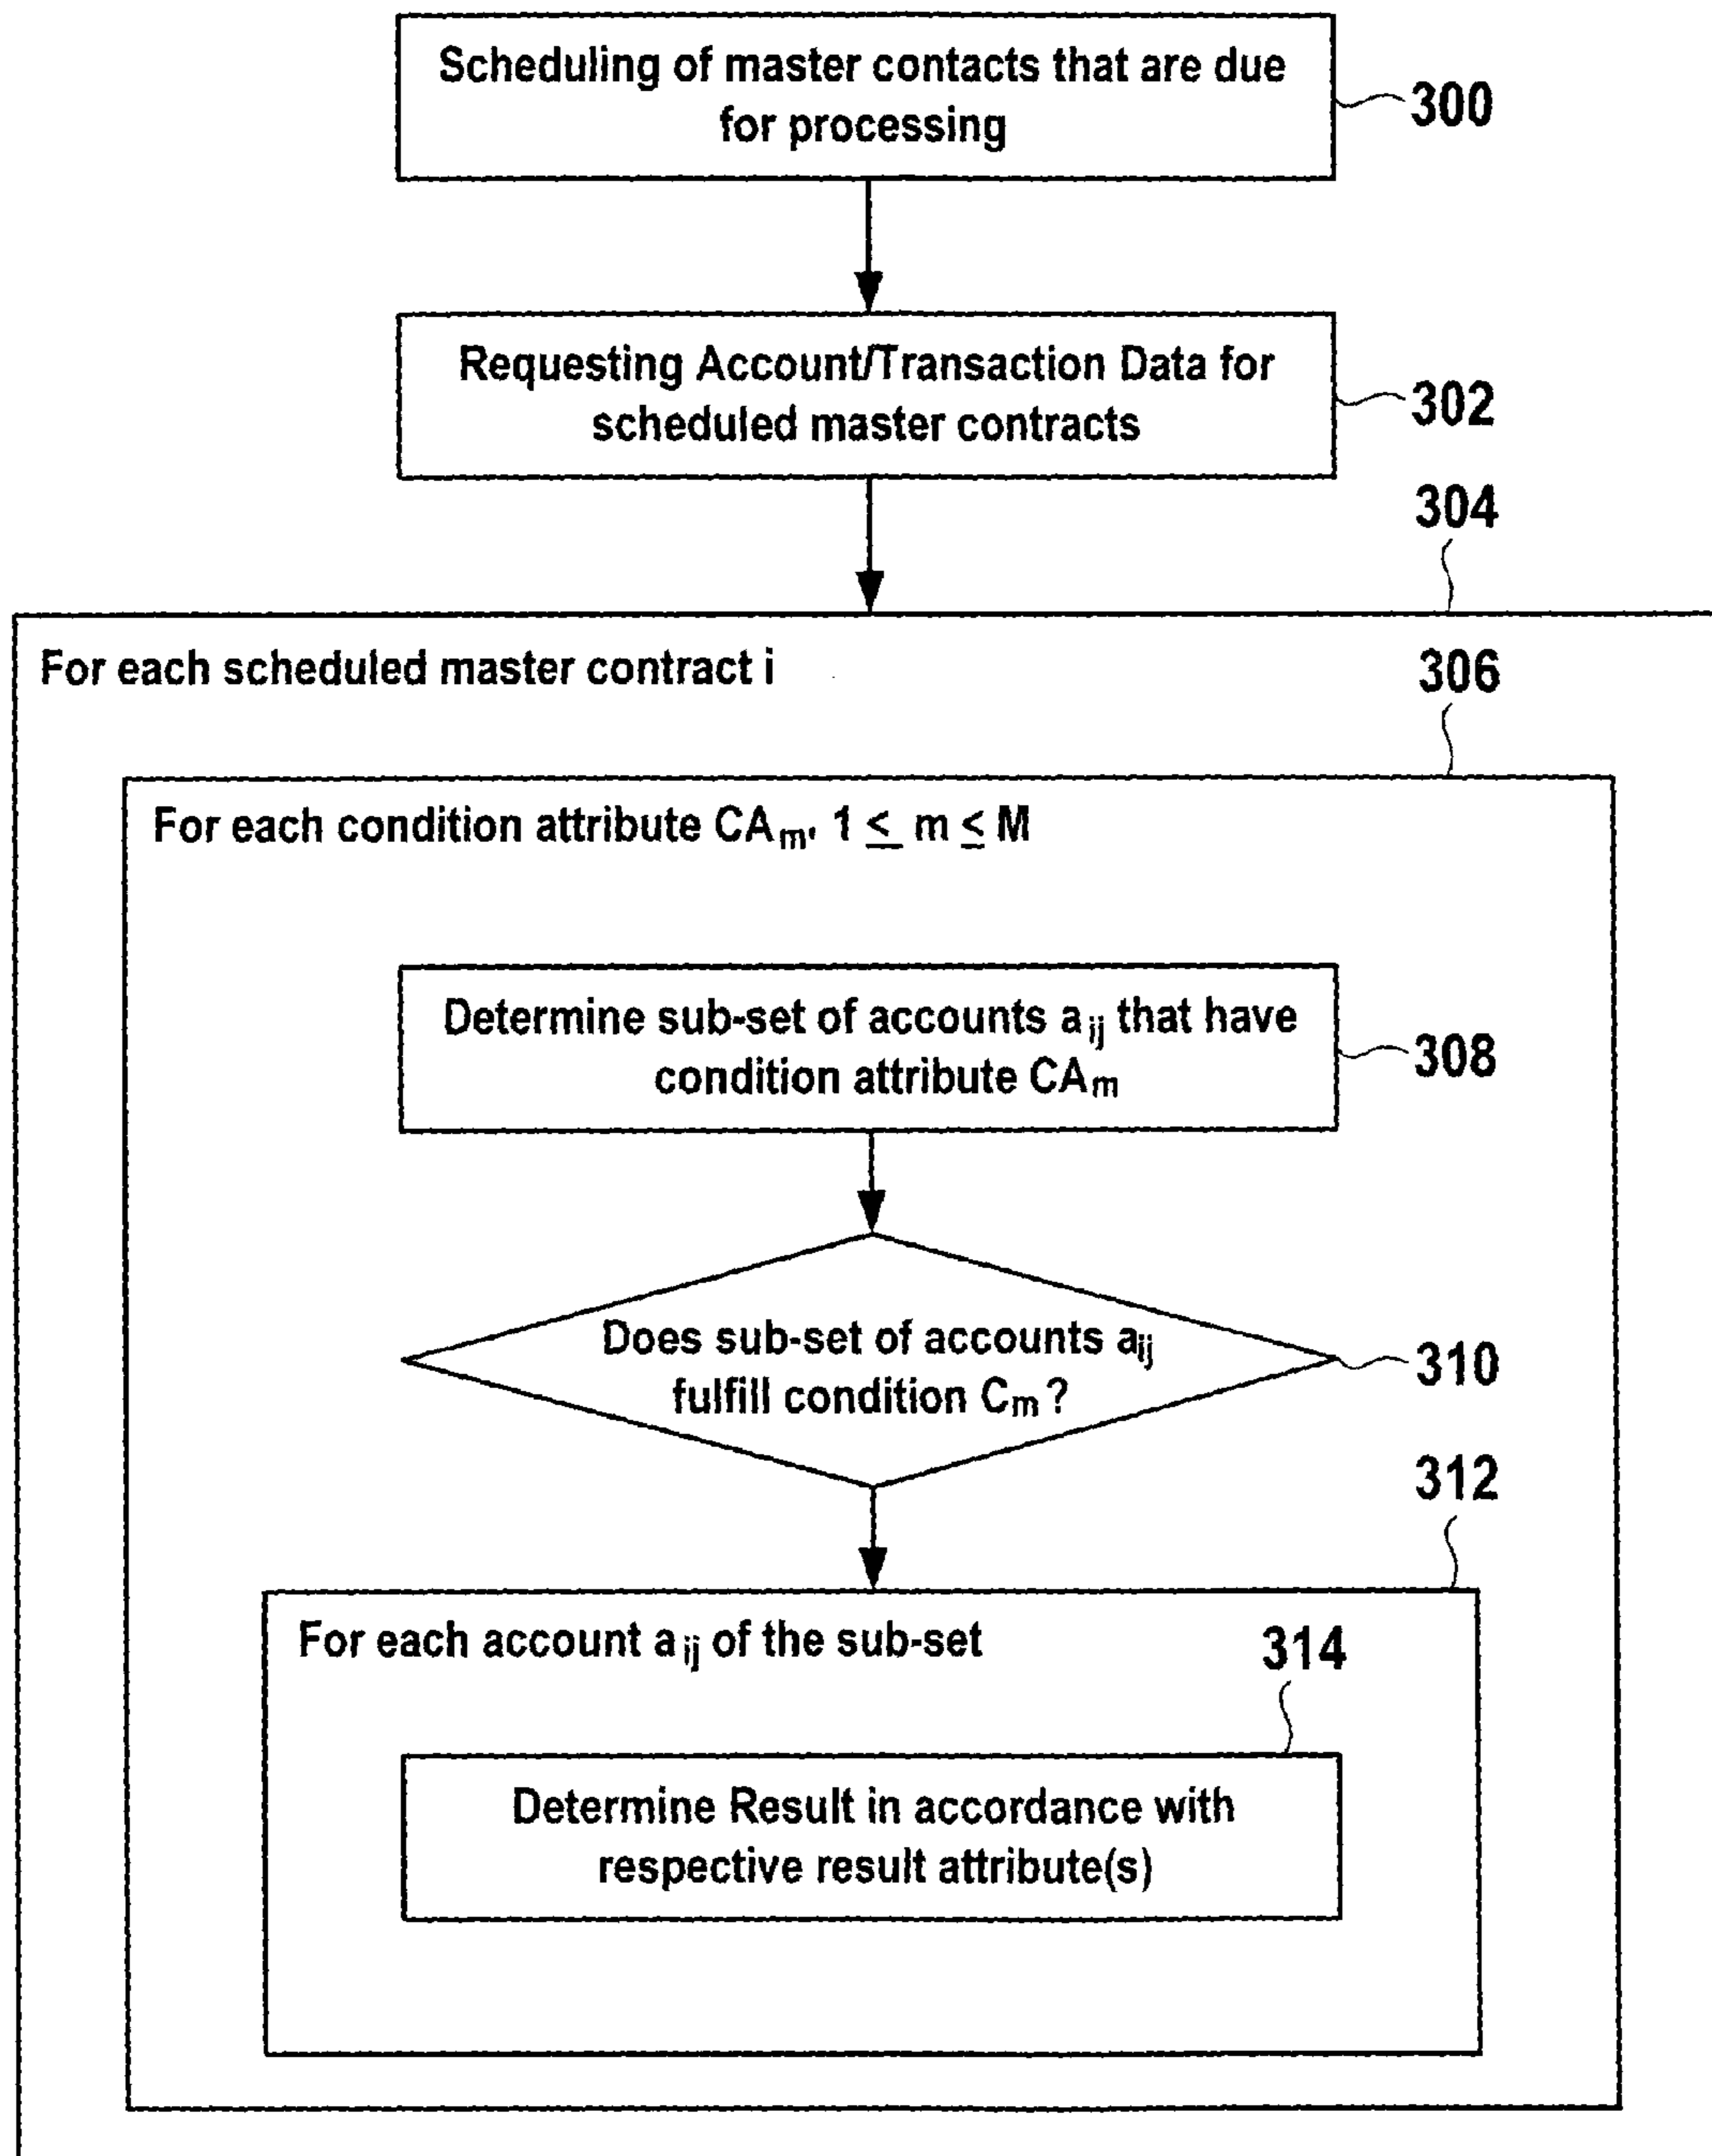 Scheduling of master contacts that are due
for processing
300
Requesting Account/Transaction Data for
scheduled master contracts
302
304
For each scheduled master contract i
306
For each condition attribute CAₘ, 1 ≤ m ≤ M
Determine sub-set of accounts aᵢⱼ that have
condition attribute CAₘ
308
Does sub-set of accounts aᵢⱼ
fulfill condition Cₘ?
310
312
For each account aᵢⱼ of the sub-set
314
Determine Result in accordance with
respective result attribute(s)